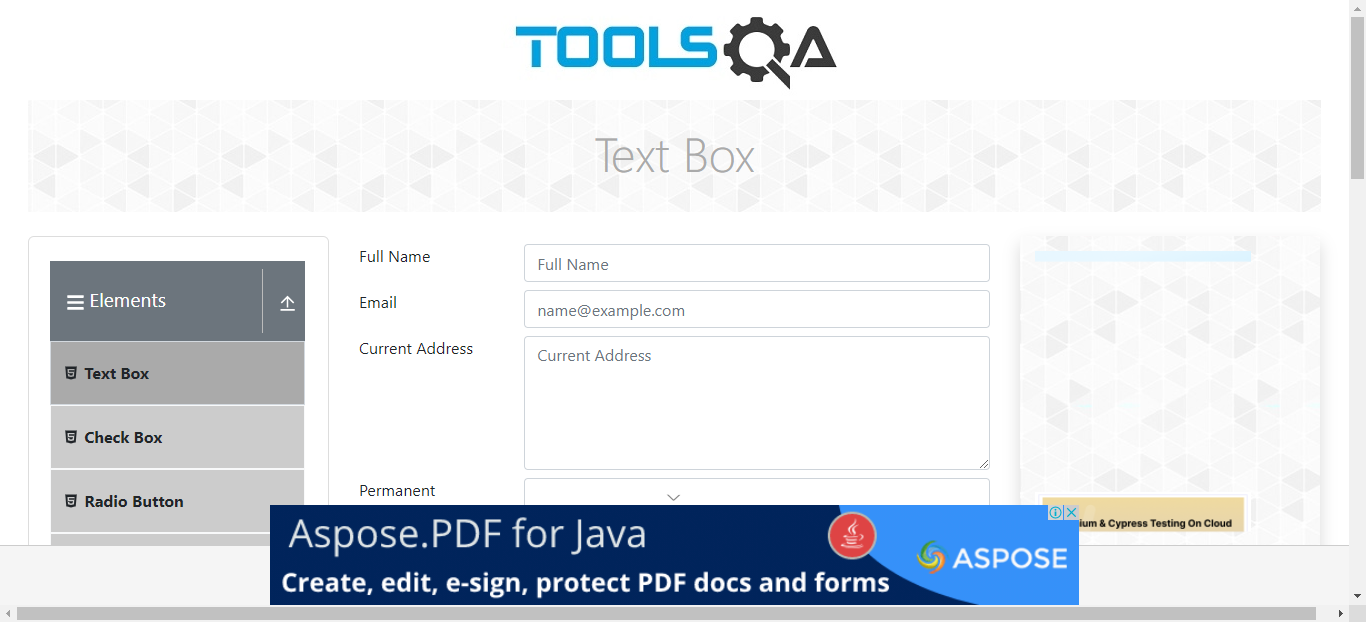 TOOLSQA
Text Box
Elements
Text Box
Check Box
Radio Button
Full Name
Full Name
Email
name@example.com
Current Address
Current Address
Permanent
ium & Cypress Testing On Cloud
Aspose.PDF for Java
Create, edit, e-sign, protect PDF docs and forms
ASPOSE